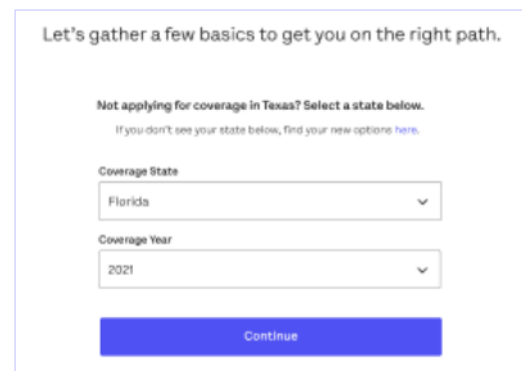 Let's gather a few basics to get you on the right path.
Not applying for coverage in Texas? Select a state below.
If you don't see your state below, find your new options here.
Coverage State
Florida
Coverage Year
2021
Continue